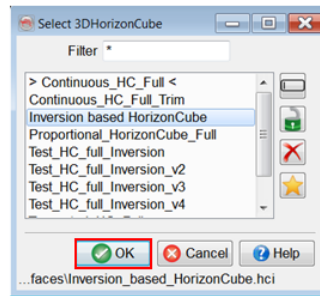 Select 3DHorizonCube
Filter *
> Continuous_HC_Full <
Continuous_HC_Full_Trim
Inversion based HorizonCube
Proportional_HorizonCube_Full
Test_HC_full_Inversion
Test_HC_full_Inversion_v2
Test_HC_full_Inversion_v3
Test_HC_full_Inversion_v4
OK Cancel Help
...faces\Inversion_based_HorizonCube.hci